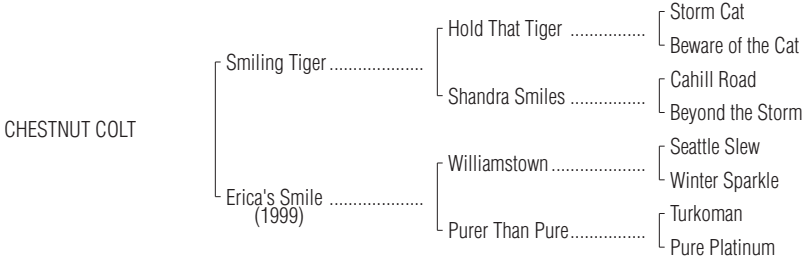 Storm Cat
Hold That Tiger ................
Beware of the Cat
Smiling Tiger ....................
Cahill Road
Shandra Smiles ................
Beyond the Storm
CHESTNUT COLT
Seattle Slew
Williamstown ....................
Winter Sparkle
Erica's Smile ....................
(1999)
Turkoman
Purer Than Pure ................
Pure Platinum